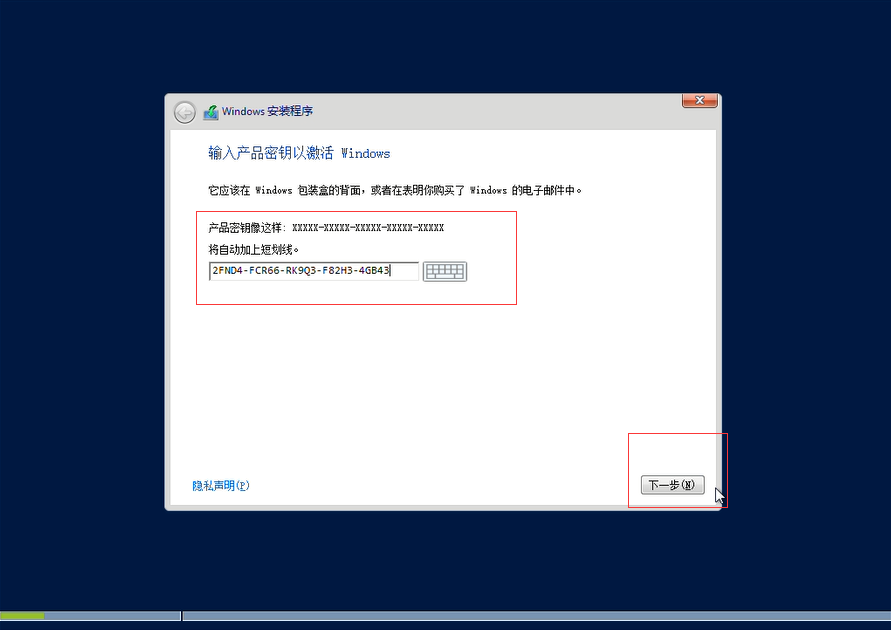 Windows 安装程序
输入产品密钥以激活 Windows
它应该在 Windows 包装盒的背面，或者在表明你购买了 Windows 的电子邮件中。
产品密钥像这样: XXXXX-XXXXX-XXXXX-XXXXX-XXXXX
将自动加上短划线。
2FND4-FCR66-RK9Q3-F82H3-4GB43
隐私声明(P)
下一步(N)